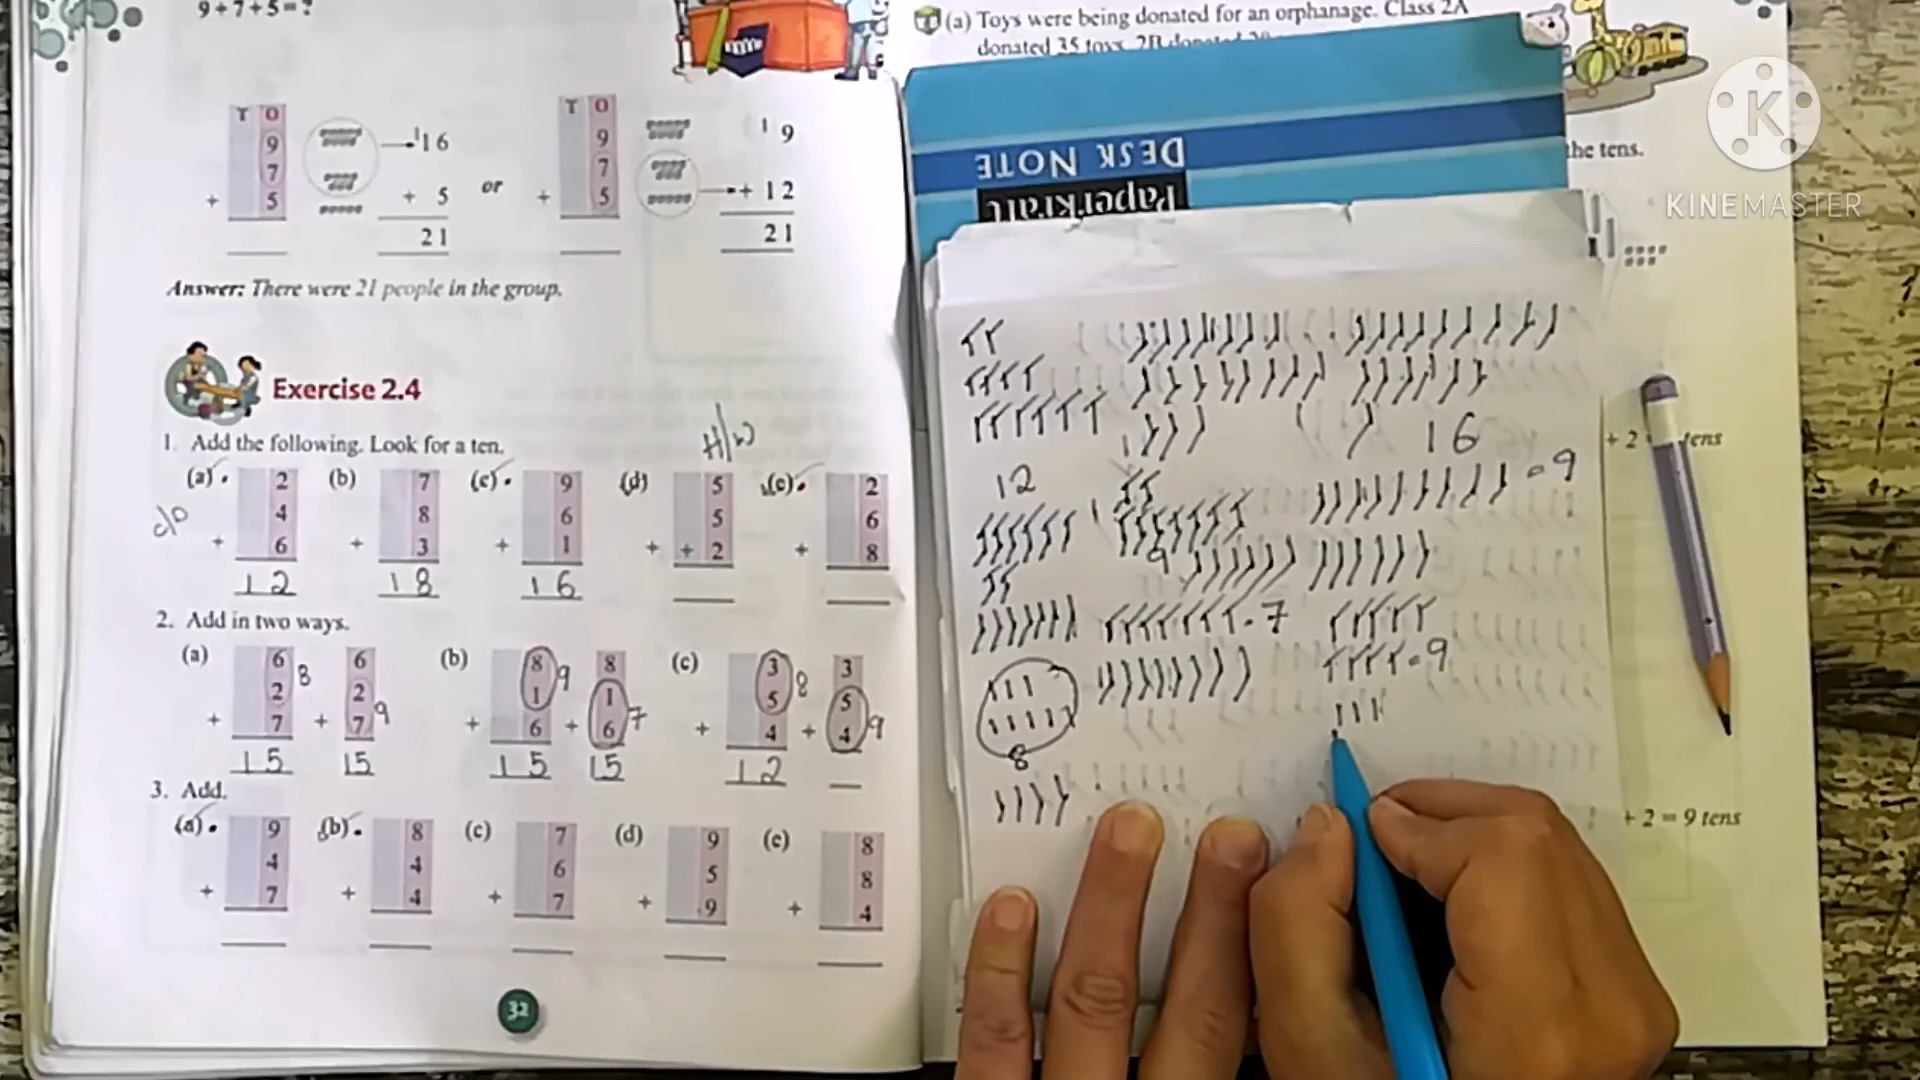 9 + 7 + 5 = ?
T O T O
9 16 9 1 9
7 7
+ 5 + 5 or + 5 + 12
21 21
Answer: There were 21 people in the group.
Exercise 2.4
1. Add the following. Look for a ten.
H/W
(a) (b) (c) (d) (e)
2 7 9 5 2
4 8 6 5 6
+ 6 + 3 + 1 + + 2 + 8
12 18 16
2. Add in two ways.
(a) (b) (c)
6 6 8 8 3 3
2 8 2 1 9 1 5 8 5
+ 7 + 7 9 + 6 + 6 7 + 4 + 4 9
15 15 15 15 12
3. Add.
(a) (b) (c) (d) (e)
9 8 7 9 8
4 4 6 5 8
+ 7 + 4 + 7 + 9 + 4
32
(a) Toys were being donated for an orphanage. Class 2A
donated 35 toys, 2B donated
the tens.
DESK NOTE
Paperkraft
K
KINEMASTER
16
12
= 9
9
7
= 9
8
+ 2 tens
+ 2 = 9 tens